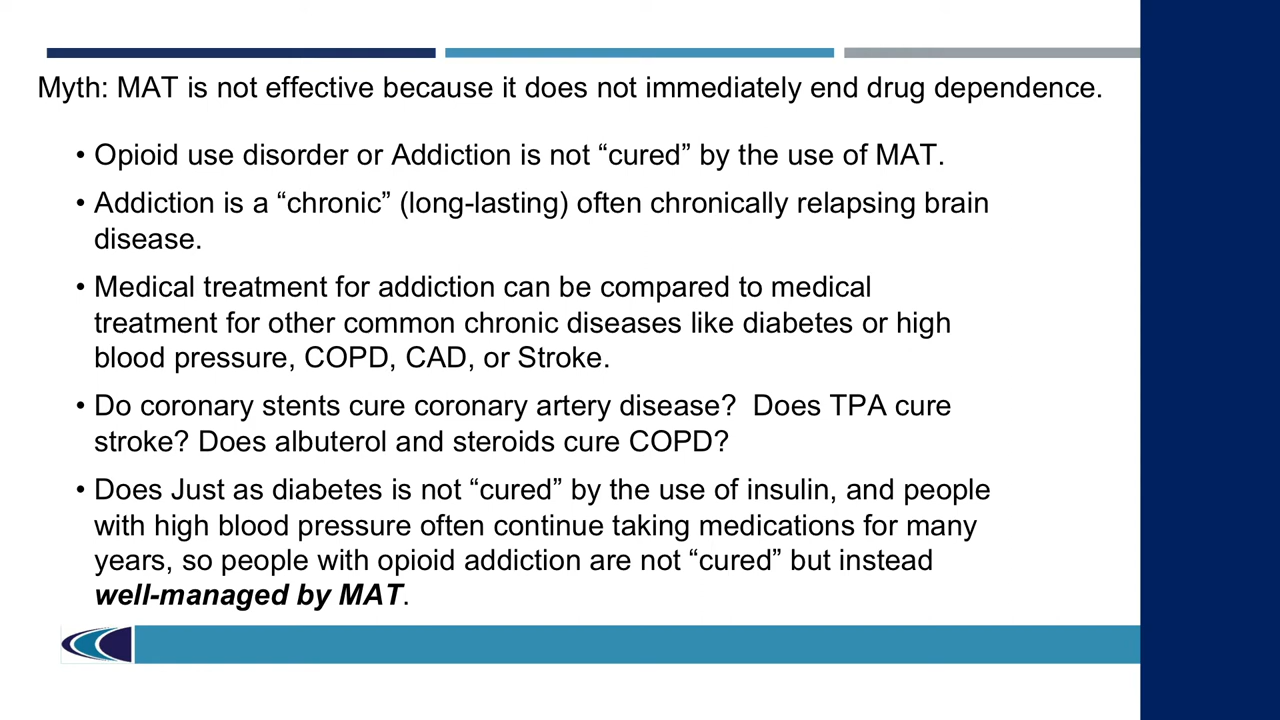 Myth: MAT is not effective because it does not immediately end drug dependence.
• Opioid use disorder or Addiction is not “cured” by the use of MAT.
• Addiction is a “chronic” (long-lasting) often chronically relapsing brain
disease.
• Medical treatment for addiction can be compared to medical
treatment for other common chronic diseases like diabetes or high
blood pressure, COPD, CAD, or Stroke.
• Do coronary stents cure coronary artery disease?  Does TPA cure
stroke? Does albuterol and steroids cure COPD?
• Does Just as diabetes is not “cured” by the use of insulin, and people
with high blood pressure often continue taking medications for many
years, so people with opioid addiction are not “cured” but instead
well-managed by MAT.